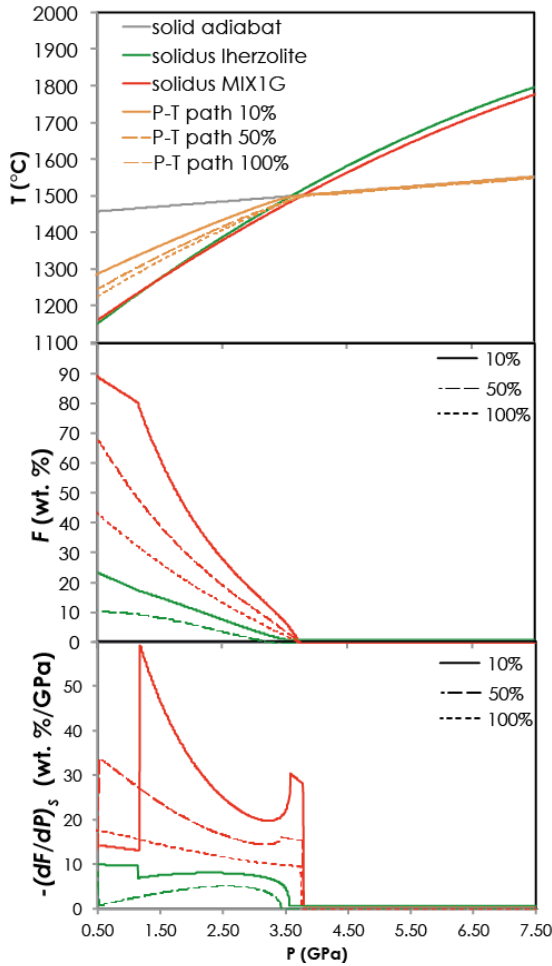 2000
1900
1800
1700
1600
1500
1400
1300
1200
1100
T (°C)
solid adiabat
solidus lherzolite
solidus MIX1G
P-T path 10%
P-T path 50%
P-T path 100%
90
80
70
60
50
40
30
20
10
0
F (wt. %)
10%
50%
100%
50
40
30
20
10
0
-(dF/dP)s (wt. %/GPa)
10%
50%
100%
0.50 1.50 2.50 3.50 4.50 5.50 6.50 7.50
P (GPa)